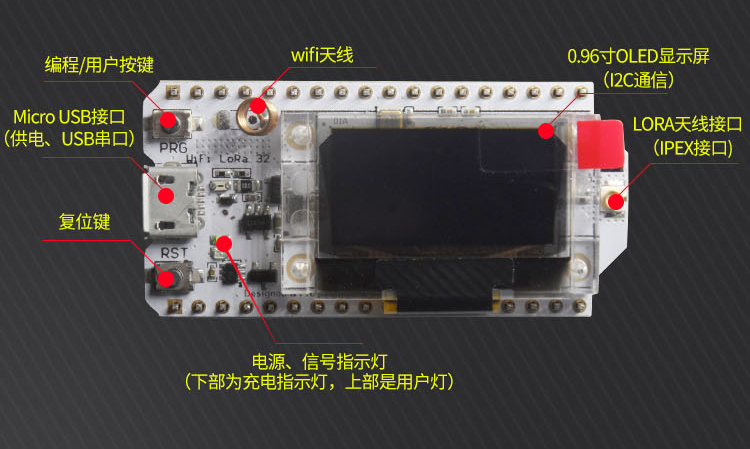 wifi天线
0.96寸OLED显示屏
（I2C通信）
编程/用户按键
Micro USB接口
（供电、USB串口）
LORA天线接口
（IPEX接口）
PRG
WiFi LoRa 32
复位键
RST
电源、信号指示灯
（下部为充电指示灯，上部是用户灯）